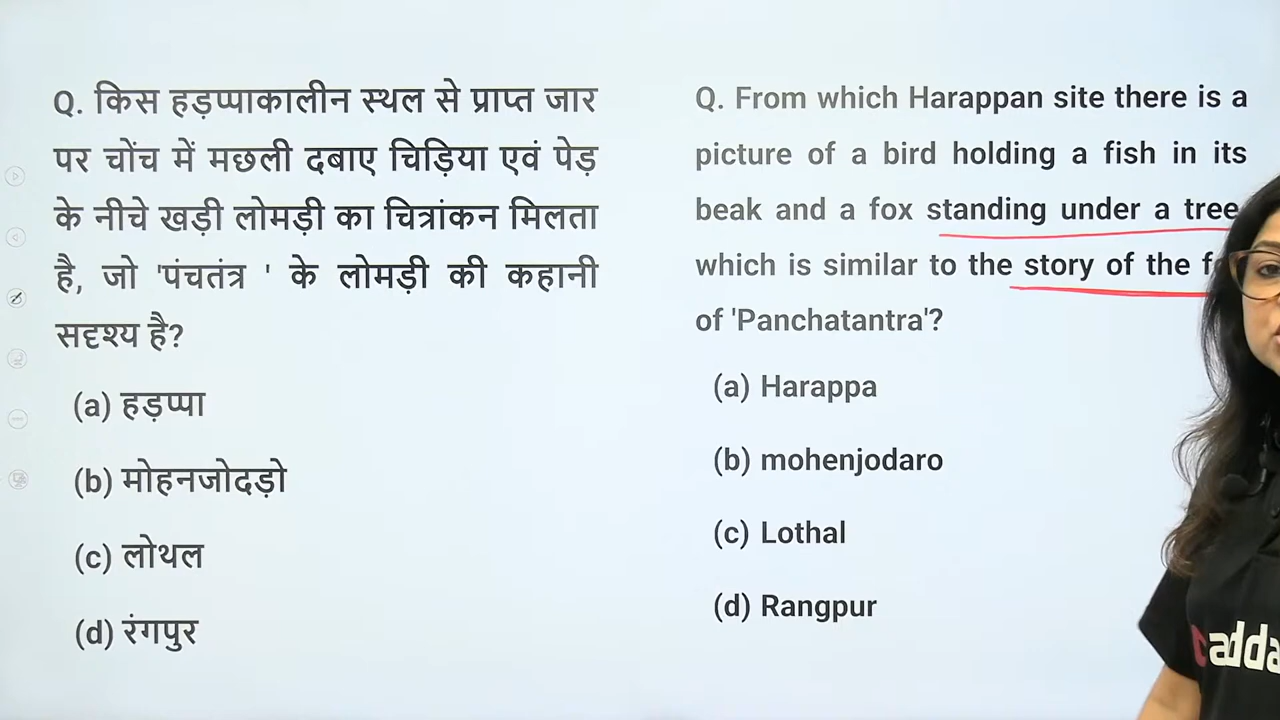 Q. किस हड़प्पाकालीन स्थल से प्राप्त जार
पर चोंच में मछली दबाए चिड़िया एवं पेड़
के नीचे खड़ी लोमड़ी का चित्रांकन मिलता
है, जो 'पंचतंत्र ' के लोमड़ी की कहानी
सदृश्य है?
(a) हड़प्पा
(b) मोहनजोदड़ो
(c) लोथल
(d) रंगपुर
Q. From which Harappan site there is a
picture of a bird holding a fish in its
beak and a fox standing under a tree
which is similar to the story of the
of 'Panchatantra'?
(a) Harappa
(b) mohenjodaro
(c) Lothal
(d) Rangpur
adda